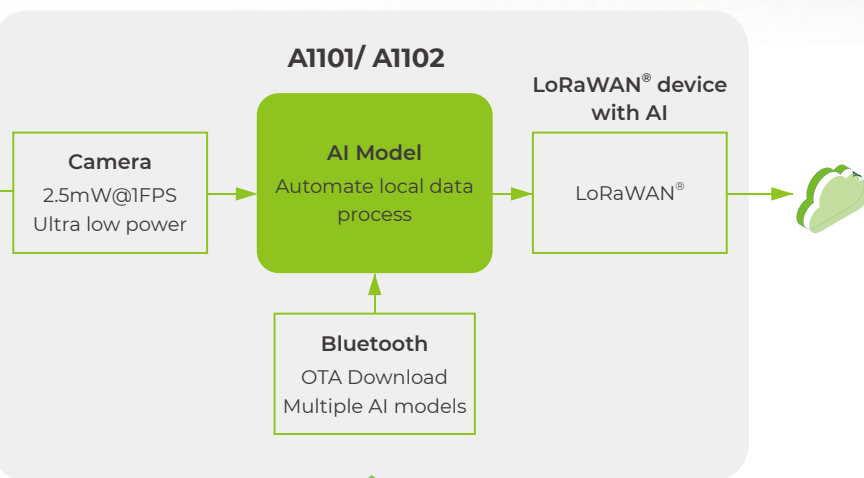 A1101/ A1102
LoRaWAN® device
with AI
Camera
2.5mW@1FPS
Ultra low power
AI Model
Automate local data
process
LoRaWAN®
Bluetooth
OTA Download
Multiple AI models